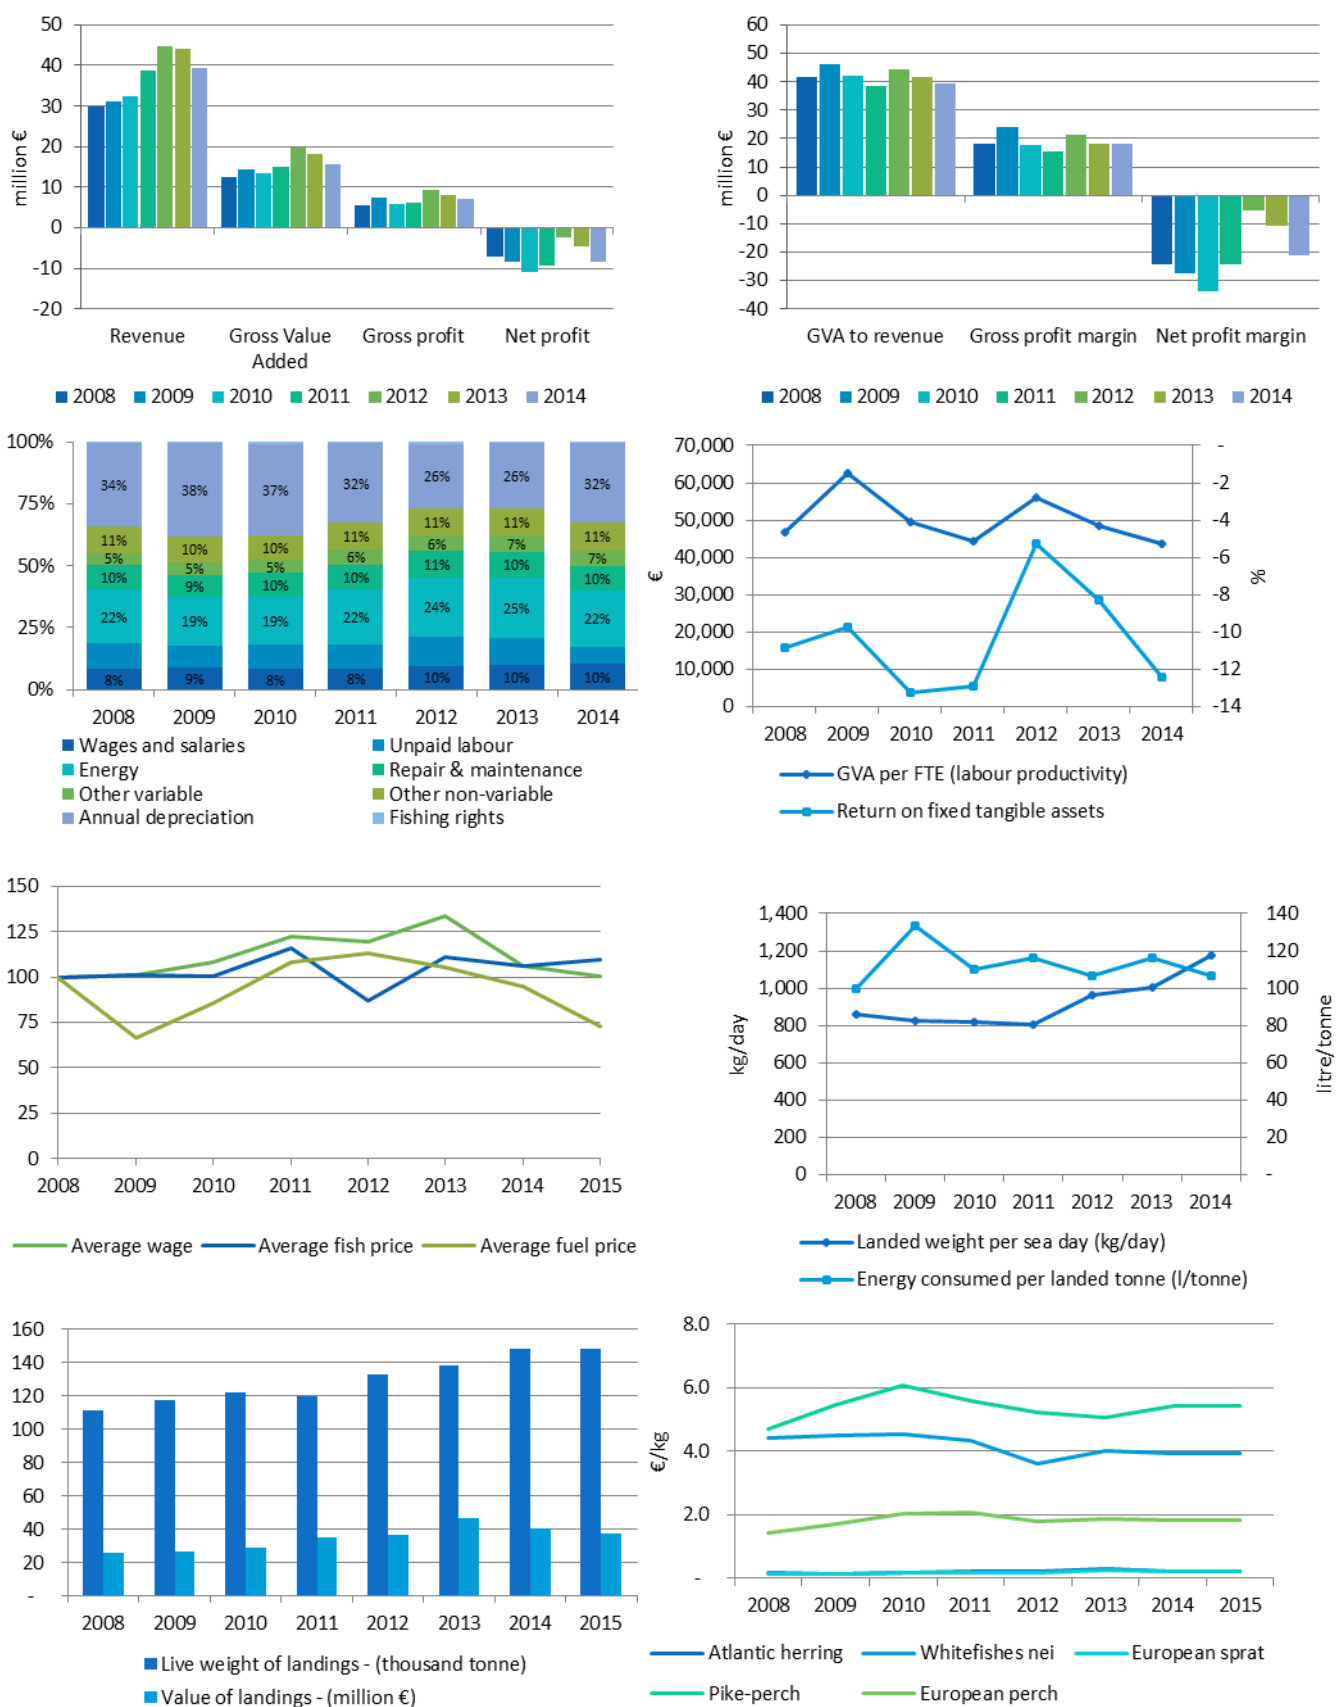 50
40
30
20
10
0
-10
-20
million €
Revenue
Gross Value
Added
Gross profit
Net profit
2008 2009 2010 2011 2012 2013 2014
60
50
40
30
20
10
0
-10
-20
-30
-40
million €
GVA to revenue
Gross profit margin
Net profit margin
2008 2009 2010 2011 2012 2013 2014
100%
75%
50%
25%
0%
34% 38% 37% 32% 26% 26% 32%
11% 10% 10% 11% 11% 11% 11%
5% 5% 5% 6% 6% 7% 7%
10% 9% 10% 10% 11% 10% 10%
22% 19% 19% 22% 24% 25% 22%
8% 9% 8% 8% 10% 10% 10%
2008 2009 2010 2011 2012 2013 2014
Wages and salaries
Unpaid labour
Energy
Repair & maintenance
Other variable
Other non-variable
Annual depreciation
Fishing rights
70,000
60,000
50,000
40,000
30,000
20,000
10,000
0
€
-
-2
-4
-6
-8
-10
-12
-14
%
2008 2009 2010 2011 2012 2013 2014
GVA per FTE (labour productivity)
Return on fixed tangible assets
150
125
100
75
50
25
0
2008 2009 2010 2011 2012 2013 2014 2015
Average wage
Average fish price
Average fuel price
1,400
1,200
1,000
800
600
400
200
0
kg/day
140
120
100
80
60
40
20
-
litre/tonne
2008 2009 2010 2011 2012 2013 2014
Landed weight per sea day (kg/day)
Energy consumed per landed tonne (l/tonne)
160
140
120
100
80
60
40
20
-
2008 2009 2010 2011 2012 2013 2014 2015
Live weight of landings - (thousand tonne)
Value of landings - (million €)
8.0
6.0
4.0
2.0
-
€/kg
2008 2009 2010 2011 2012 2013 2014 2015
Atlantic herring
Whitefishes nei
European sprat
Pike-perch
European perch